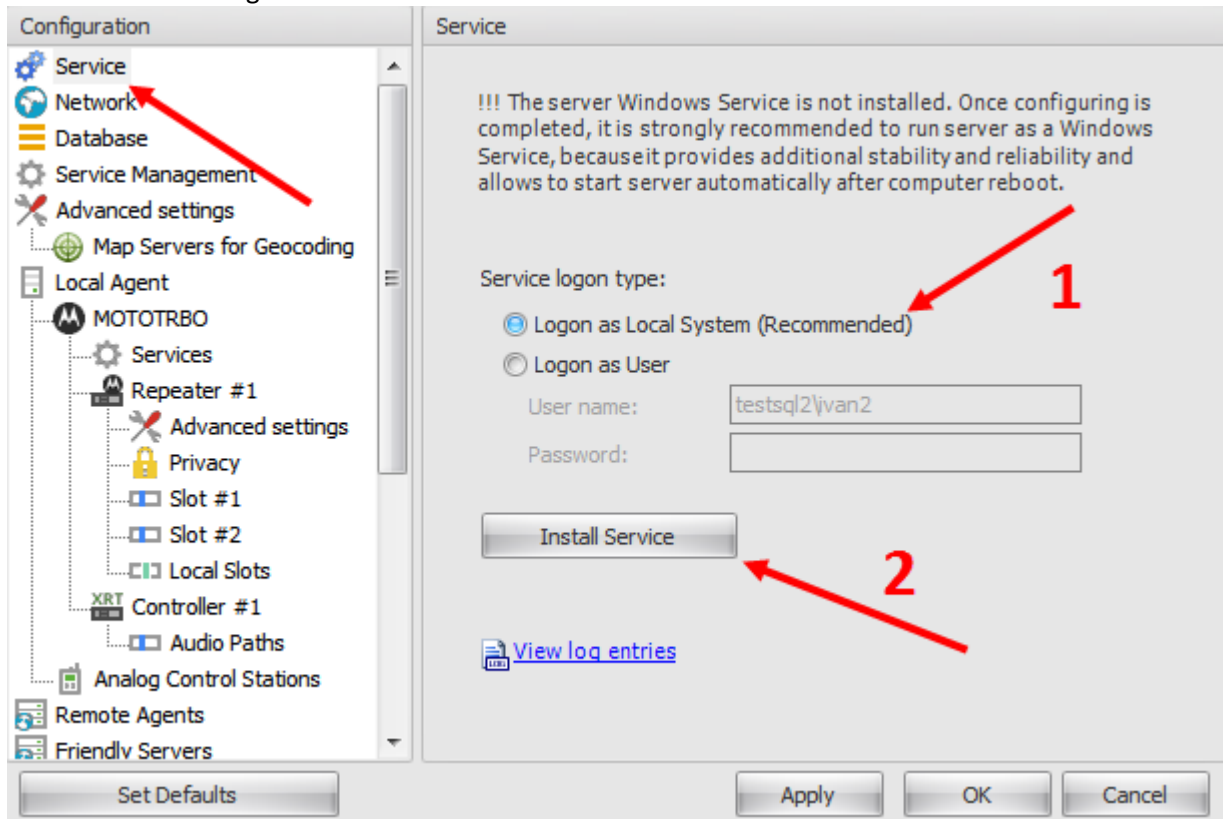 Configuration
Service
Service
Network
Database
Service Management
Advanced settings
Map Servers for Geocoding
Local Agent
MOTOTRBO
Services
Repeater #1
Advanced settings
Privacy
Slot #1
Slot #2
Local Slots
XRT
Controller #1
Audio Paths
Analog Control Stations
Remote Agents
Friendly Servers
!!! The server Windows Service is not installed. Once configuring is
completed, it is strongly recommended to run server as a Windows
Service, becauseit provides additional stability and reliability and
allows to start server automatically after computer reboot.
1
Service logon type:
Logon as Local System (Recommended)
Logon as User
User name:
testsql2\ivan2
Password:
Install Service
2
View log entries
Set Defaults
Apply
OK
Cancel